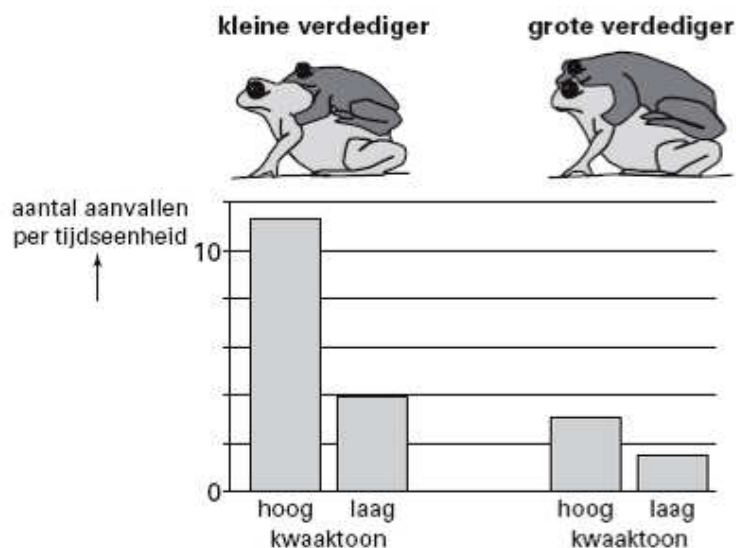 kleine verdediger
grote verdediger
aantal aanvallen
per tijdseenheid
10
0
hoog laag
kwaaktoon
hoog laag
kwaaktoon